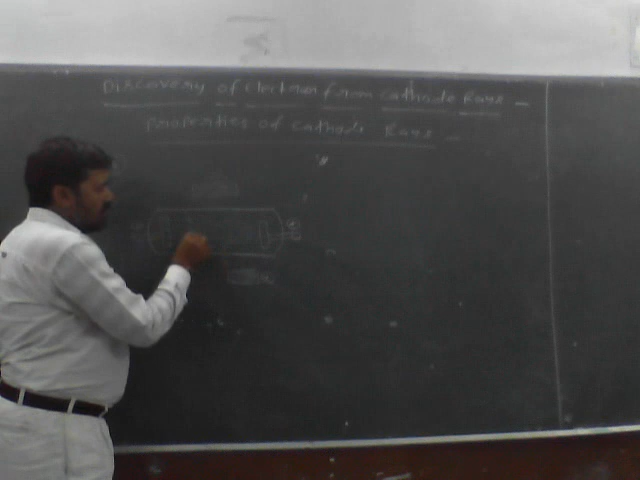 Discovery of Electron from cathode Rays –
Properties of cathode Rays –